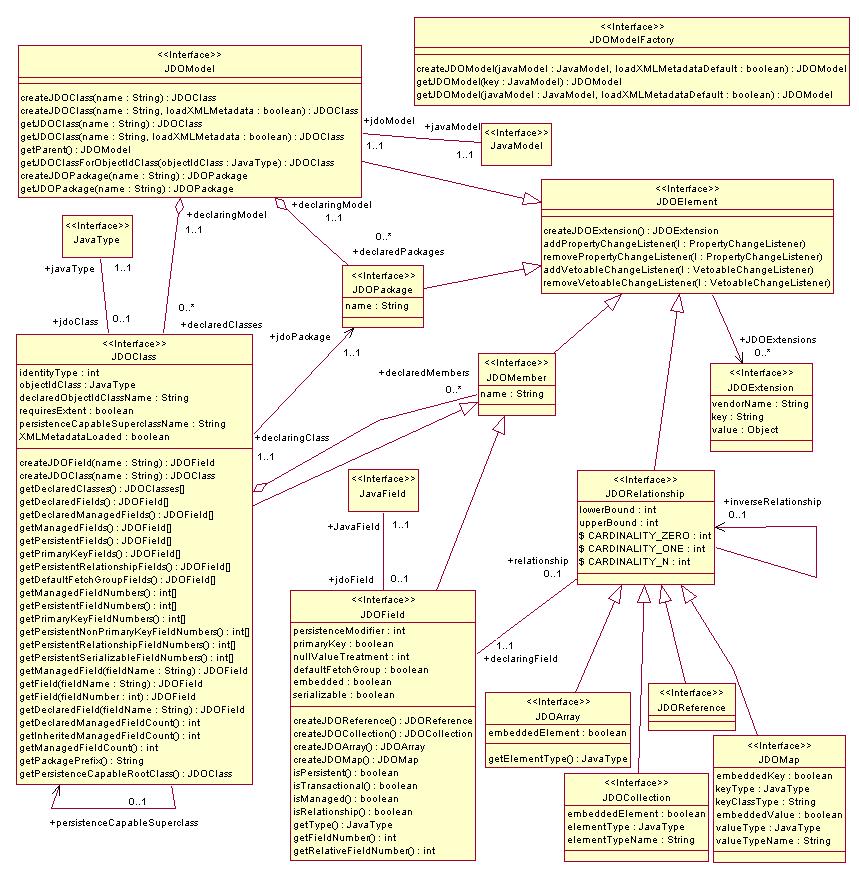 <<Interface>>
JDOModelFactory
createJDOModel(javaModel : JavaModel, loadXMLMetadataDefault : boolean) : JDOModel
getJDOModel(key : JavaModel) : JDOModel
getJDOModel(javaModel : JavaModel, loadXMLMetadataDefault : boolean) : JDOModel
<<Interface>>
JDOModel
createJDOClass(name : String) : JDOClass
createJDOClass(name : String, loadXMLMetadata : boolean) : JDOClass
getJDOClass(name : String) : JDOClass
getJDOClass(name : String, loadXMLMetadata : boolean) : JDOClass
getParent() : JDOModel
getJDOClassForObjectIdClass(objectIdClass : JavaType) : JDOClass
createJDOPackage(name : String) : JDOPackage
getJDOPackage(name : String) : JDOPackage
+jdoModel
1..1
+javaModel
1..1
<<Interface>>
JavaModel
<<Interface>>
JDOElement
createJDOExtension() : JDOExtension
addPropertyChangeListener(l : PropertyChangeListener)
removePropertyChangeListener(l : PropertyChangeListener)
addVetoableChangeListener(l : VetoableChangeListener)
removeVetoableChangeListener(l : VetoableChangeListener)
+declaringModel
1..1
+declaringModel
1..1
<<Interface>>
JavaType
+javaType
1..1
0..*
+declaredPackages
<<Interface>>
JDOPackage
name : String
+jdoClass
0..1
0..*
+declaredClasses
+jdoPackage
1..1
<<Interface>>
JDOClass
identityType : int
objectIdClass : JavaType
declaredObjectIdClassName : String
requiresExtent : boolean
persistenceCapableSuperclassName : String
XMLMetadataLoaded : boolean
createJDOField(name : String) : JDOField
createJDOClass(name : String) : JDOClass
getDeclaredClasses() : JDOClasses[]
getDeclaredFields() : JDOField[]
getDeclaredManagedFields() : JDOField[]
getManagedFields() : JDOField[]
getPersistentFields() : JDOField[]
getPrimaryKeyFields() : JDOField[]
getPersistentRelationshipFields() : JDOField[]
getDefaultFetchGroupFields() : JDOField[]
getManagedFieldNumbers() : int[]
getPersistentFieldNumbers() : int[]
getPrimaryKeyFieldNumbers() : int[]
getPersistentNonPrimaryKeyFieldNumbers() : int[]
getPersistentRelationshipFieldNumbers() : int[]
getPersistentSerializableFieldNumbers() : int[]
getManagedField(fieldName : String) : JDOField
getField(fieldName : String) : JDOField
getField(fieldNumber : int) : JDOField
getDeclaredField(fieldName : String) : JDOField
getDeclaredManagedFieldCount() : int
getInheritedManagedFieldCount() : int
getManagedFieldCount() : int
getPackagePrefix() : String
getPersistenceCapableRootClass() : JDOClass
0..1
+persistenceCapableSuperclass
+declaredMembers
0..*
+declaringClass
1..1
<<Interface>>
JDOMember
name : String
+JDOExtensions
0..*
<<Interface>>
JDOExtension
vendorName : String
key : String
value : Object
<<Interface>>
JavaField
+JavaField
1..1
+jdoField
0..1
<<Interface>>
JDORelationship
lowerBound : int
upperBound : int
$ CARDINALITY_ZERO : int
$ CARDINALITY_ONE : int
$ CARDINALITY_N : int
+inverseRelationship
0..1
+relationship
0..1
1..1
+declaringField
<<Interface>>
JDOField
persistenceModifier : int
primaryKey : boolean
nullValueTreatment : int
defaultFetchGroup : boolean
embedded : boolean
serializable : boolean
createJDOReference() : JDOReference
createJDOCollection() : JDOCollection
createJDOArray() : JDOArray
createJDOMap() : JDOMap
isPersistent() : boolean
isTransactional() : boolean
isManaged() : boolean
isRelationship() : boolean
getType() : JavaType
getFieldNumber() : int
getRelativeFieldNumber() : int
<<Interface>>
JDOArray
embeddedElement : boolean
getElementType() : JavaType
<<Interface>>
JDOReference
<<Interface>>
JDOCollection
embeddedElement : boolean
elementType : JavaType
elementTypeName : String
<<Interface>>
JDOMap
embeddedKey : boolean
keyType : JavaType
keyClassType : String
embeddedValue : boolean
valueType : JavaType
valueTypeName : String